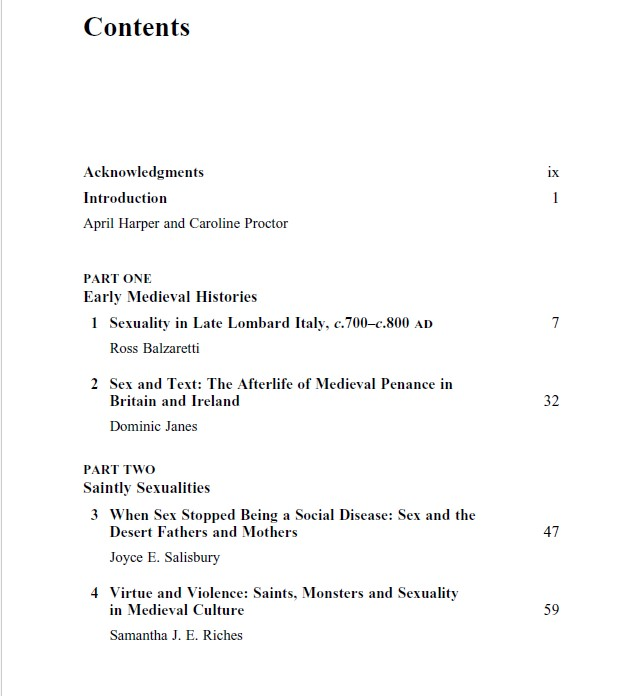 Contents
Acknowledgments ix
Introduction 1
April Harper and Caroline Proctor
PART ONE
Early Medieval Histories
1 Sexuality in Late Lombard Italy, c.700–c.800 AD 7
Ross Balzaretti
2 Sex and Text: The Afterlife of Medieval Penance in
Britain and Ireland 32
Dominic Janes
PART TWO
Saintly Sexualities
3 When Sex Stopped Being a Social Disease: Sex and the
Desert Fathers and Mothers 47
Joyce E. Salisbury
4 Virtue and Violence: Saints, Monsters and Sexuality
in Medieval Culture 59
Samantha J. E. Riches